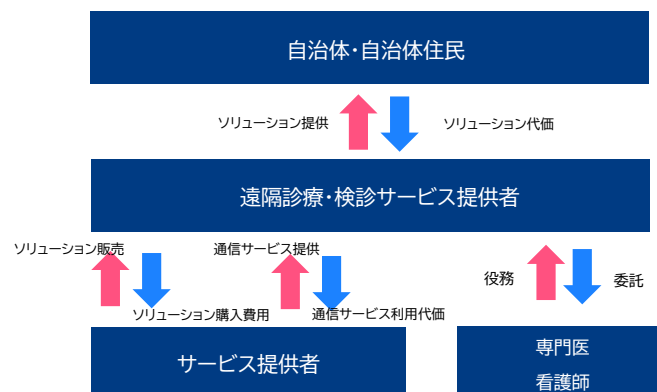 自治体・自治体住民
ソリューション提供
ソリューション代価
遠隔診療・検診サービス提供者
ソリューション販売
通信サービス提供
役務
委託
ソリューション購入費用
通信サービス利用代価
サービス提供者
専門医
看護師